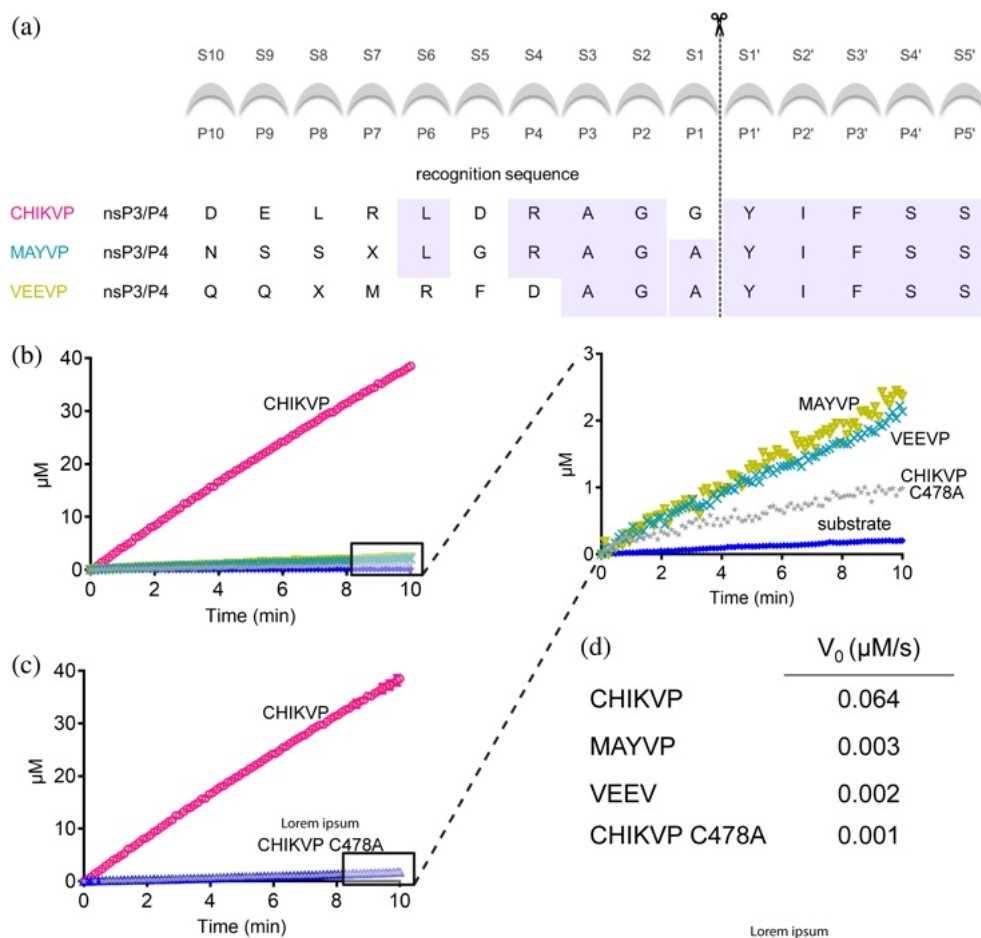 (a)
S10 S9 S8 S7 S6 S5 S4 S3 S2 S1 S1' S2' S3' S4' S5'
P10 P9 P8 P7 P6 P5 P4 P3 P2 P1 P1' P2' P3' P4' P5'
recognition sequence
CHIKVP nsP3/P4 D E L R L D R A G G Y I F S S
MAYVP nsP3/P4 N S S X L G R A G A Y I F S S
VEEVP nsP3/P4 Q Q X M R F D A G A Y I F S S
(b)
40
30
20
10
0
µM
CHIKVP
0 2 4 6 8 10
Time (min)
3
2
1
0
µM
MAYVP
VEEVP
CHIKVP
C478A
substrate
0 2 4 6 8 10
Time (min)
(c)
40
30
20
10
0
µM
CHIKVP
Lorem ipsum
CHIKVP C478A
0 2 4 6 8 10
Time (min)
(d)
V0 (µM/s)
CHIKVP 0.064
MAYVP 0.003
VEEV 0.002
CHIKVP C478A 0.001
Lorem ipsum